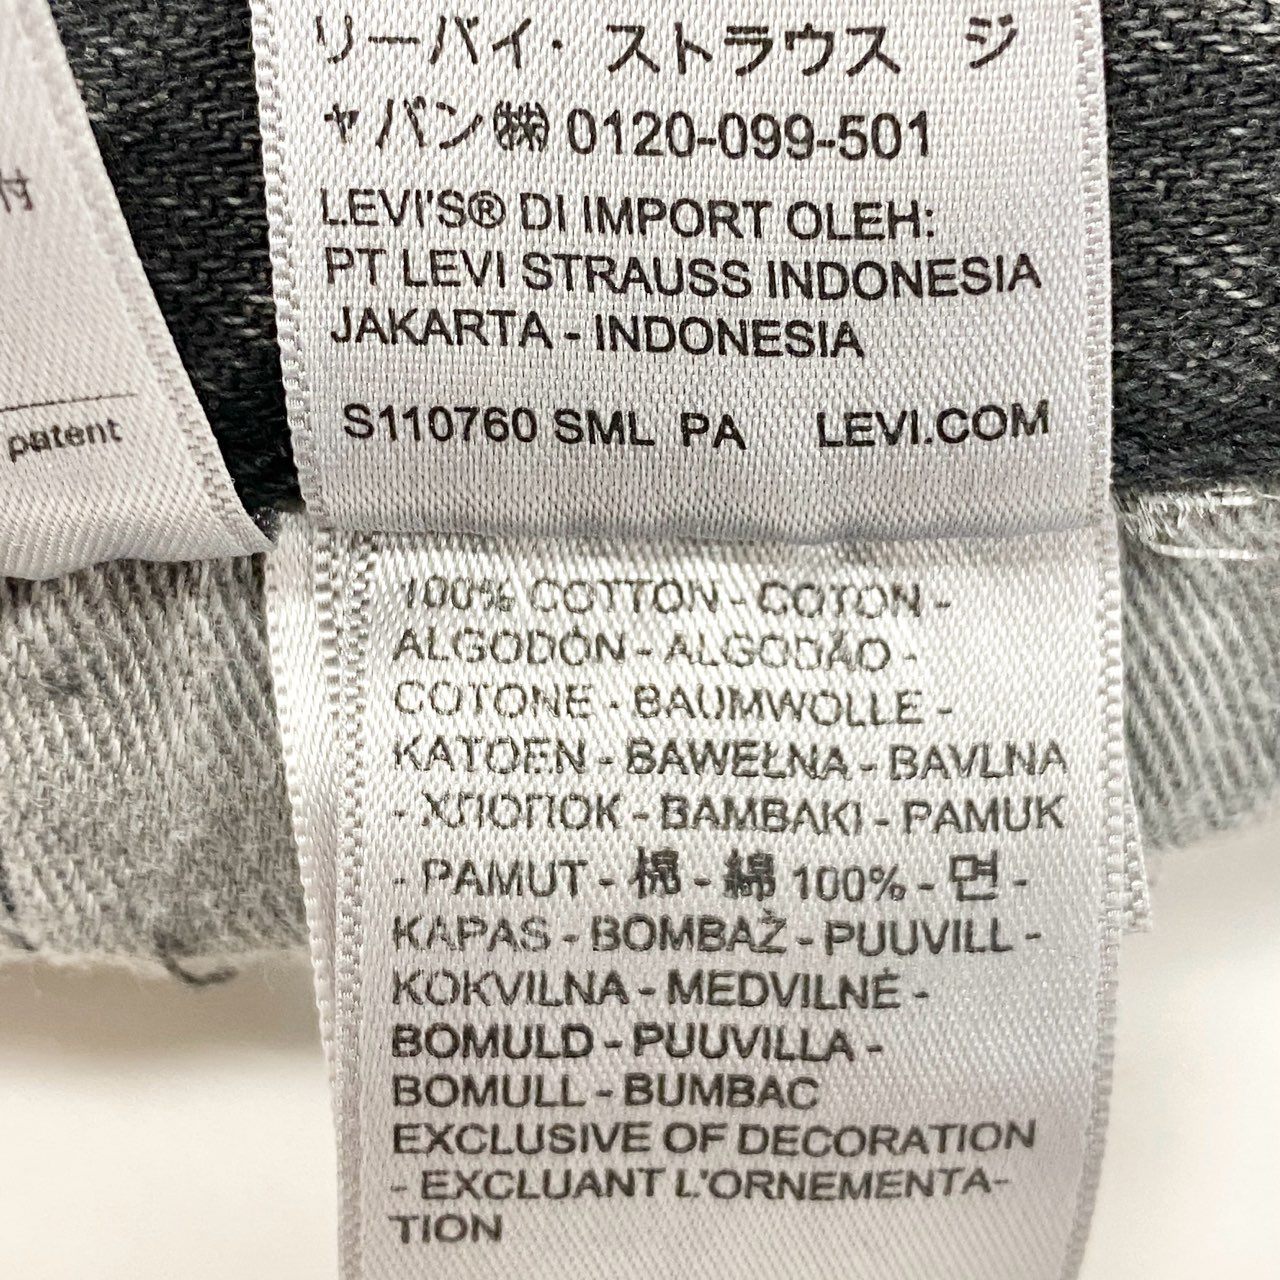 リーバイ・ストラウス ジ
ャパン㈱ 0120-099-501
LEVI'S® DI IMPORT OLEH:
PT LEVI STRAUSS INDONESIA
JAKARTA - INDONESIA
S110760 SML PA LEVI.COM
付
patent
100% COTTON - COTON -
ALGODÓN - ALGODÃO -
COTONE - BAUMWOLLE -
KATOEN - BAWEŁNA - BAVLNA
- ХЛОПОК - BAMBAKI - PAMUK
- PAMUT - 棉 - 綿 100% - 면 -
KAPAS - BOMBAŽ - PUUVILL -
KOKVILNA - MEDVILNĖ -
BOMULD - PUUVILLA -
BOMULL - BUMBAC
EXCLUSIVE OF DECORATION
- EXCLUANT L'ORNEMENTA-
TION